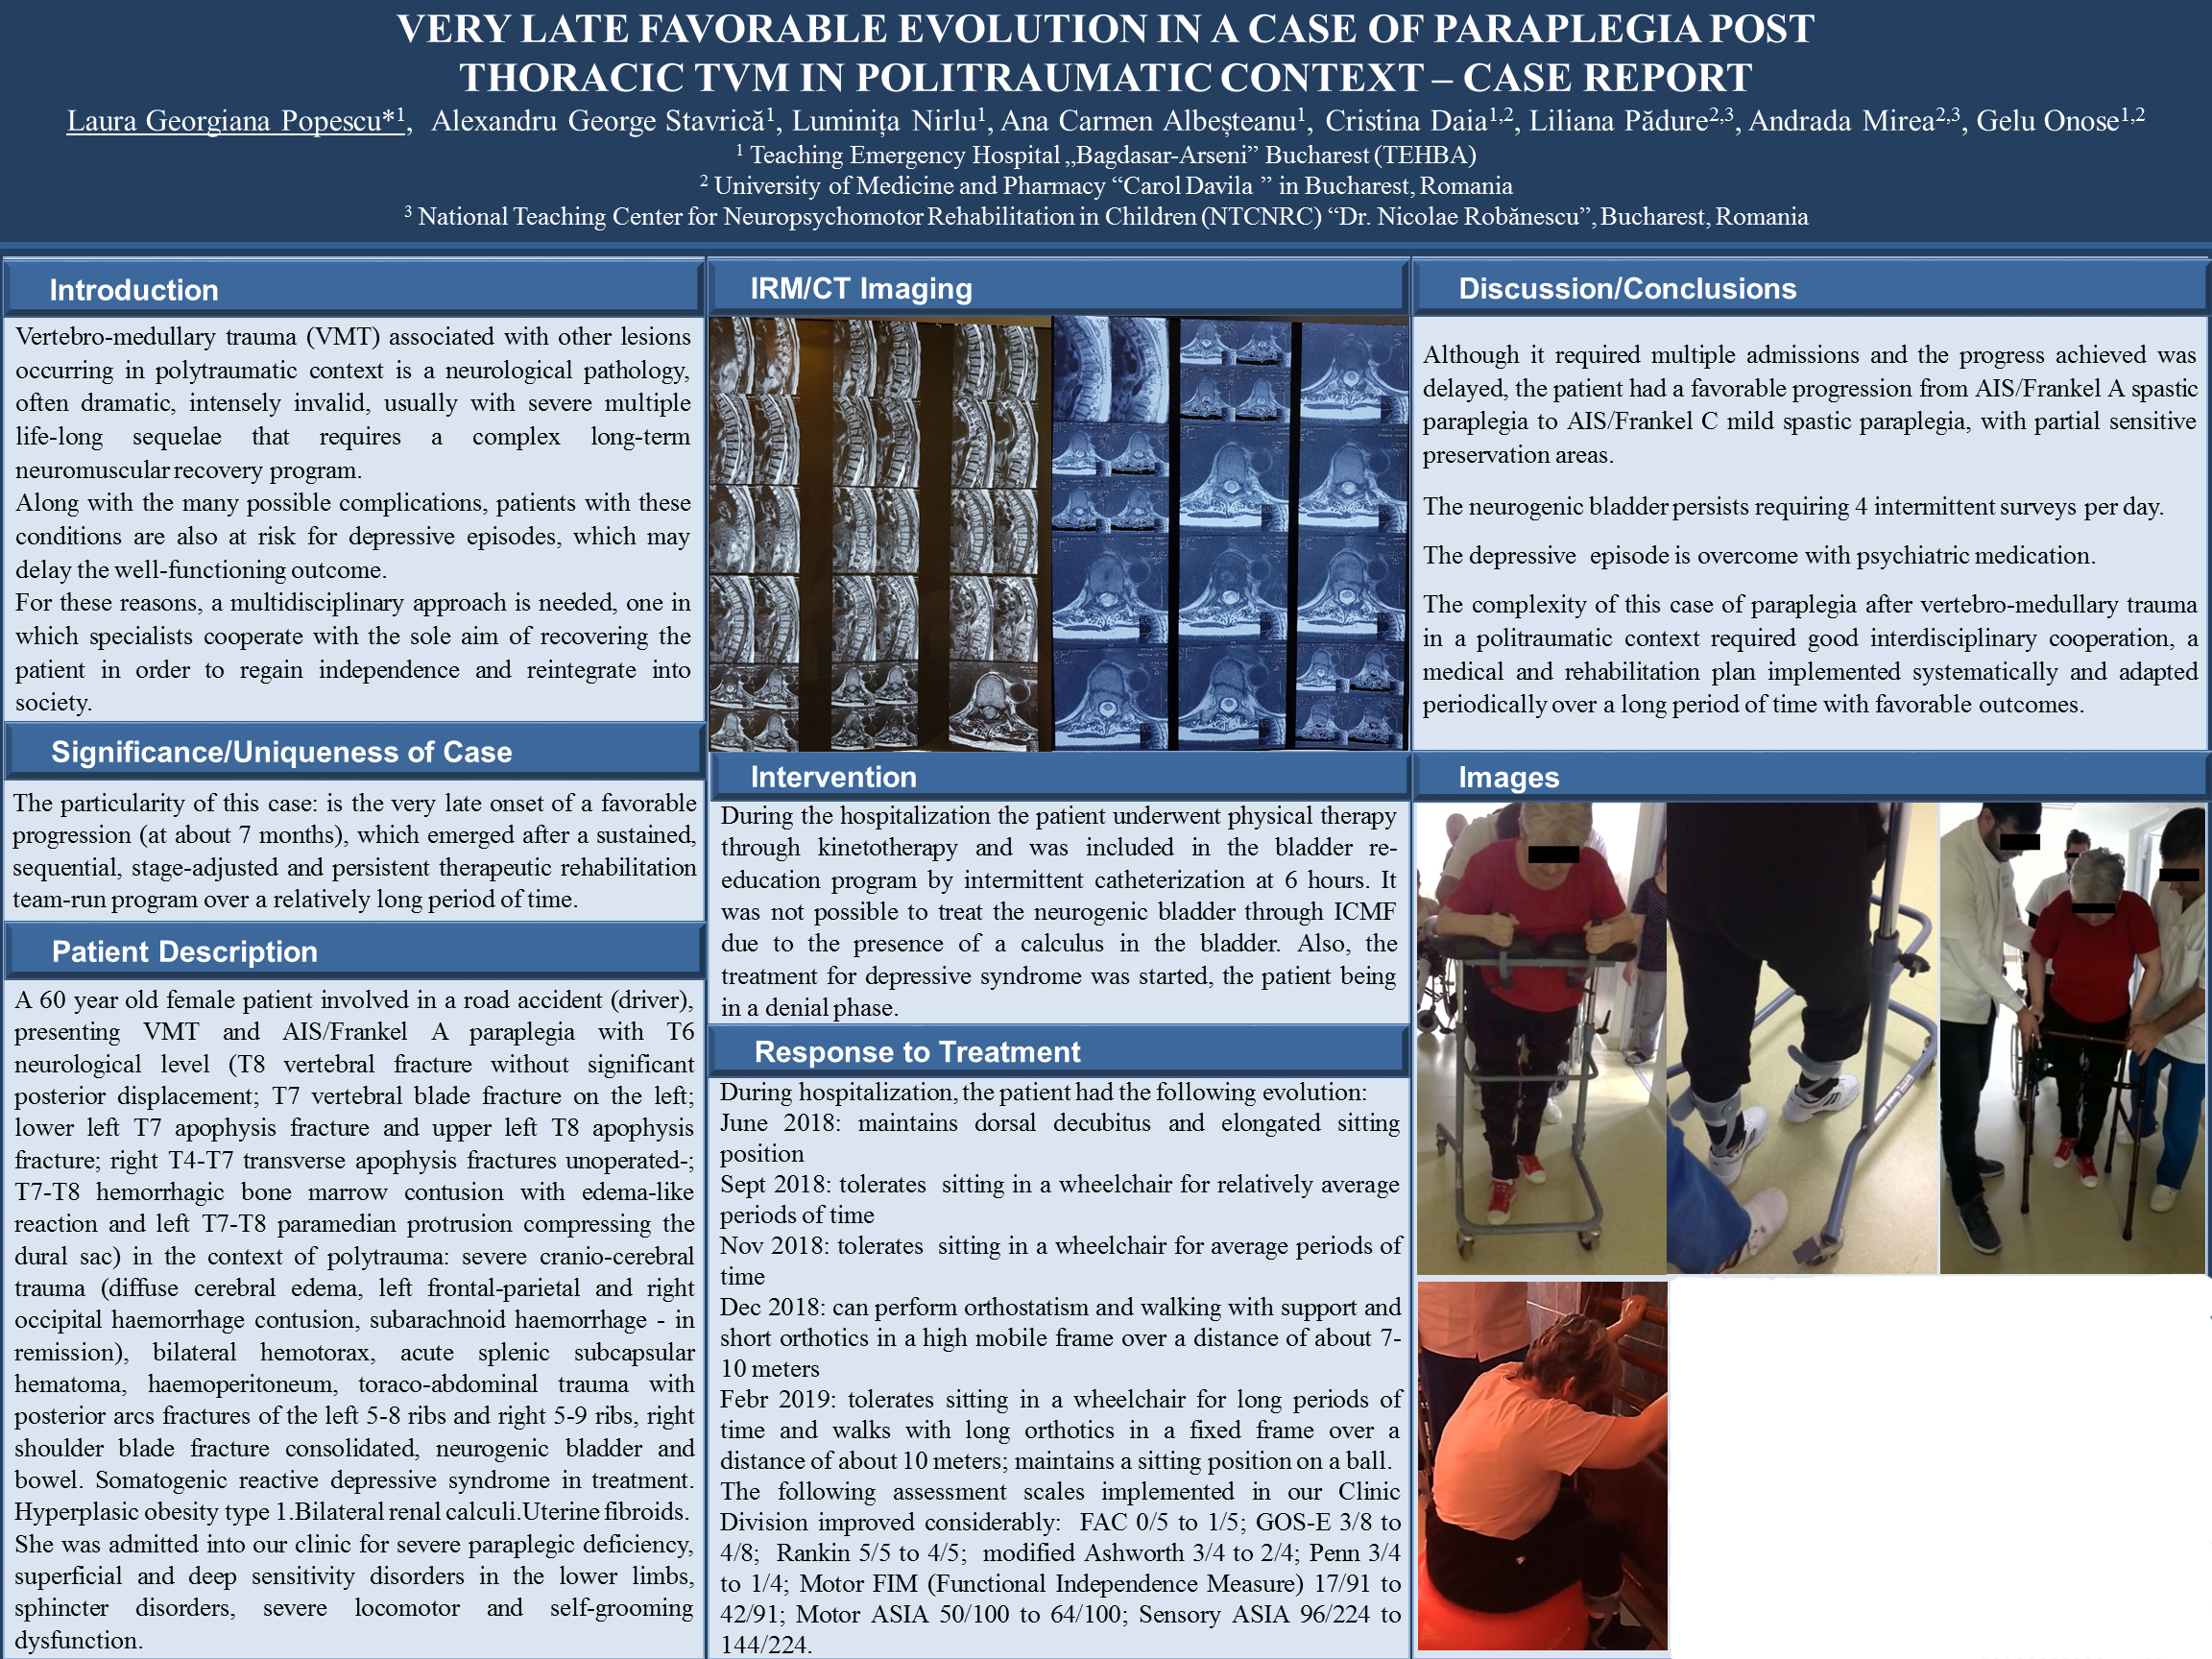 VERY LATE FAVORABLE EVOLUTION IN A CASE OF PARAPLEGIA POST
THORACIC TVM IN POLITRAUMATIC CONTEXT – CASE REPORT
Laura Georgiana Popescu*1, Alexandru George Stavrică1, Luminița Nirlu1, Ana Carmen Albeșteanu1, Cristina Daia1,2, Liliana Pădure2,3, Andrada Mirea2,3, Gelu Onose1,2
1 Teaching Emergency Hospital „Bagdasar-Arseni” Bucharest (TEHBA)
2 University of Medicine and Pharmacy “Carol Davila ” in Bucharest, Romania
3 National Teaching Center for Neuropsychomotor Rehabilitation in Children (NTCNRC) “Dr. Nicolae Robănescu”, Bucharest, Romania
Introduction
Vertebro-medullary trauma (VMT) associated with other lesions
occurring in polytraumatic context is a neurological pathology,
often dramatic, intensely invalid, usually with severe multiple
life-long sequelae that requires a complex long-term
neuromuscular recovery program.
Along with the many possible complications, patients with these
conditions are also at risk for depressive episodes, which may
delay the well-functioning outcome.
For these reasons, a multidisciplinary approach is needed, one in
which specialists cooperate with the sole aim of recovering the
patient in order to regain independence and reintegrate into
society.
Significance/Uniqueness of Case
The particularity of this case: is the very late onset of a favorable
progression (at about 7 months), which emerged after a sustained,
sequential, stage-adjusted and persistent therapeutic rehabilitation
team-run program over a relatively long period of time.
Patient Description
A 60 year old female patient involved in a road accident (driver),
presenting VMT and AIS/Frankel A paraplegia with T6
neurological level (T8 vertebral fracture without significant
posterior displacement; T7 vertebral blade fracture on the left;
lower left T7 apophysis fracture and upper left T8 apophysis
fracture; right T4-T7 transverse apophysis fractures unoperated-;
T7-T8 hemorrhagic bone marrow contusion with edema-like
reaction and left T7-T8 paramedian protrusion compressing the
dural sac) in the context of polytrauma: severe cranio-cerebral
trauma (diffuse cerebral edema, left frontal-parietal and right
occipital haemorrhage contusion, subarachnoid haemorrhage - in
remission), bilateral hemotorax, acute splenic subcapsular
hematoma, haemoperitoneum, toraco-abdominal trauma with
posterior arcs fractures of the left 5-8 ribs and right 5-9 ribs, right
shoulder blade fracture consolidated, neurogenic bladder and
bowel. Somatogenic reactive depressive syndrome in treatment.
Hyperplasic obesity type 1.Bilateral renal calculi.Uterine fibroids.
She was admitted into our clinic for severe paraplegic deficiency,
superficial and deep sensitivity disorders in the lower limbs,
sphincter disorders, severe locomotor and self-grooming
dysfunction.
IRM/CT Imaging
Intervention
During the hospitalization the patient underwent physical therapy
through kinetotherapy and was included in the bladder re-
education program by intermittent catheterization at 6 hours. It
was not possible to treat the neurogenic bladder through ICMF
due to the presence of a calculus in the bladder. Also, the
treatment for depressive syndrome was started, the patient being
in a denial phase.
Response to Treatment
During hospitalization, the patient had the following evolution:
June 2018: maintains dorsal decubitus and elongated sitting
position
Sept 2018: tolerates sitting in a wheelchair for relatively average
periods of time
Nov 2018: tolerates sitting in a wheelchair for average periods of
time
Dec 2018: can perform orthostatism and walking with support and
short orthotics in a high mobile frame over a distance of about 7-
10 meters
Febr 2019: tolerates sitting in a wheelchair for long periods of
time and walks with long orthotics in a fixed frame over a
distance of about 10 meters; maintains a sitting position on a ball.
The following assessment scales implemented in our Clinic
Division improved considerably: FAC 0/5 to 1/5; GOS-E 3/8 to
4/8; Rankin 5/5 to 4/5; modified Ashworth 3/4 to 2/4; Penn 3/4
to 1/4; Motor FIM (Functional Independence Measure) 17/91 to
42/91; Motor ASIA 50/100 to 64/100; Sensory ASIA 96/224 to
144/224.
Discussion/Conclusions
Although it required multiple admissions and the progress achieved was
delayed, the patient had a favorable progression from AIS/Frankel A spastic
paraplegia to AIS/Frankel C mild spastic paraplegia, with partial sensitive
preservation areas.
The neurogenic bladder persists requiring 4 intermittent surveys per day.
The depressive episode is overcome with psychiatric medication.
The complexity of this case of paraplegia after vertebro-medullary trauma
in a politraumatic context required good interdisciplinary cooperation, a
medical and rehabilitation plan implemented systematically and adapted
periodically over a long period of time with favorable outcomes.
Images